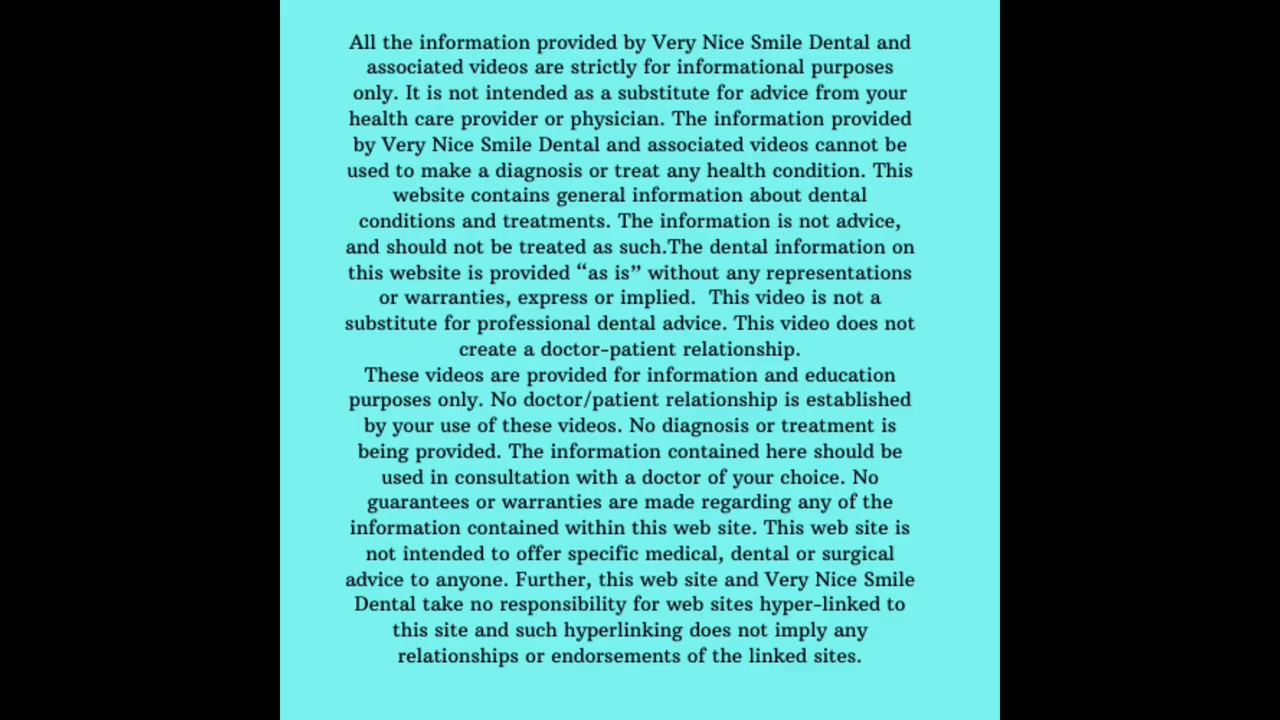 All the information provided by Very Nice Smile Dental and
associated videos are strictly for informational purposes
only. It is not intended as a substitute for advice from your
health care provider or physician. The information provided
by Very Nice Smile Dental and associated videos cannot be
used to make a diagnosis or treat any health condition. This
website contains general information about dental
conditions and treatments. The information is not advice,
and should not be treated as such.The dental information on
this website is provided “as is” without any representations
or warranties, express or implied.  This video is not a
substitute for professional dental advice. This video does not
create a doctor-patient relationship.
These videos are provided for information and education
purposes only. No doctor/patient relationship is established
by your use of these videos. No diagnosis or treatment is
being provided. The information contained here should be
used in consultation with a doctor of your choice. No
guarantees or warranties are made regarding any of the
information contained within this web site. This web site is
not intended to offer specific medical, dental or surgical
advice to anyone. Further, this web site and Very Nice Smile
Dental take no responsibility for web sites hyper-linked to
this site and such hyperlinking does not imply any
relationships or endorsements of the linked sites.